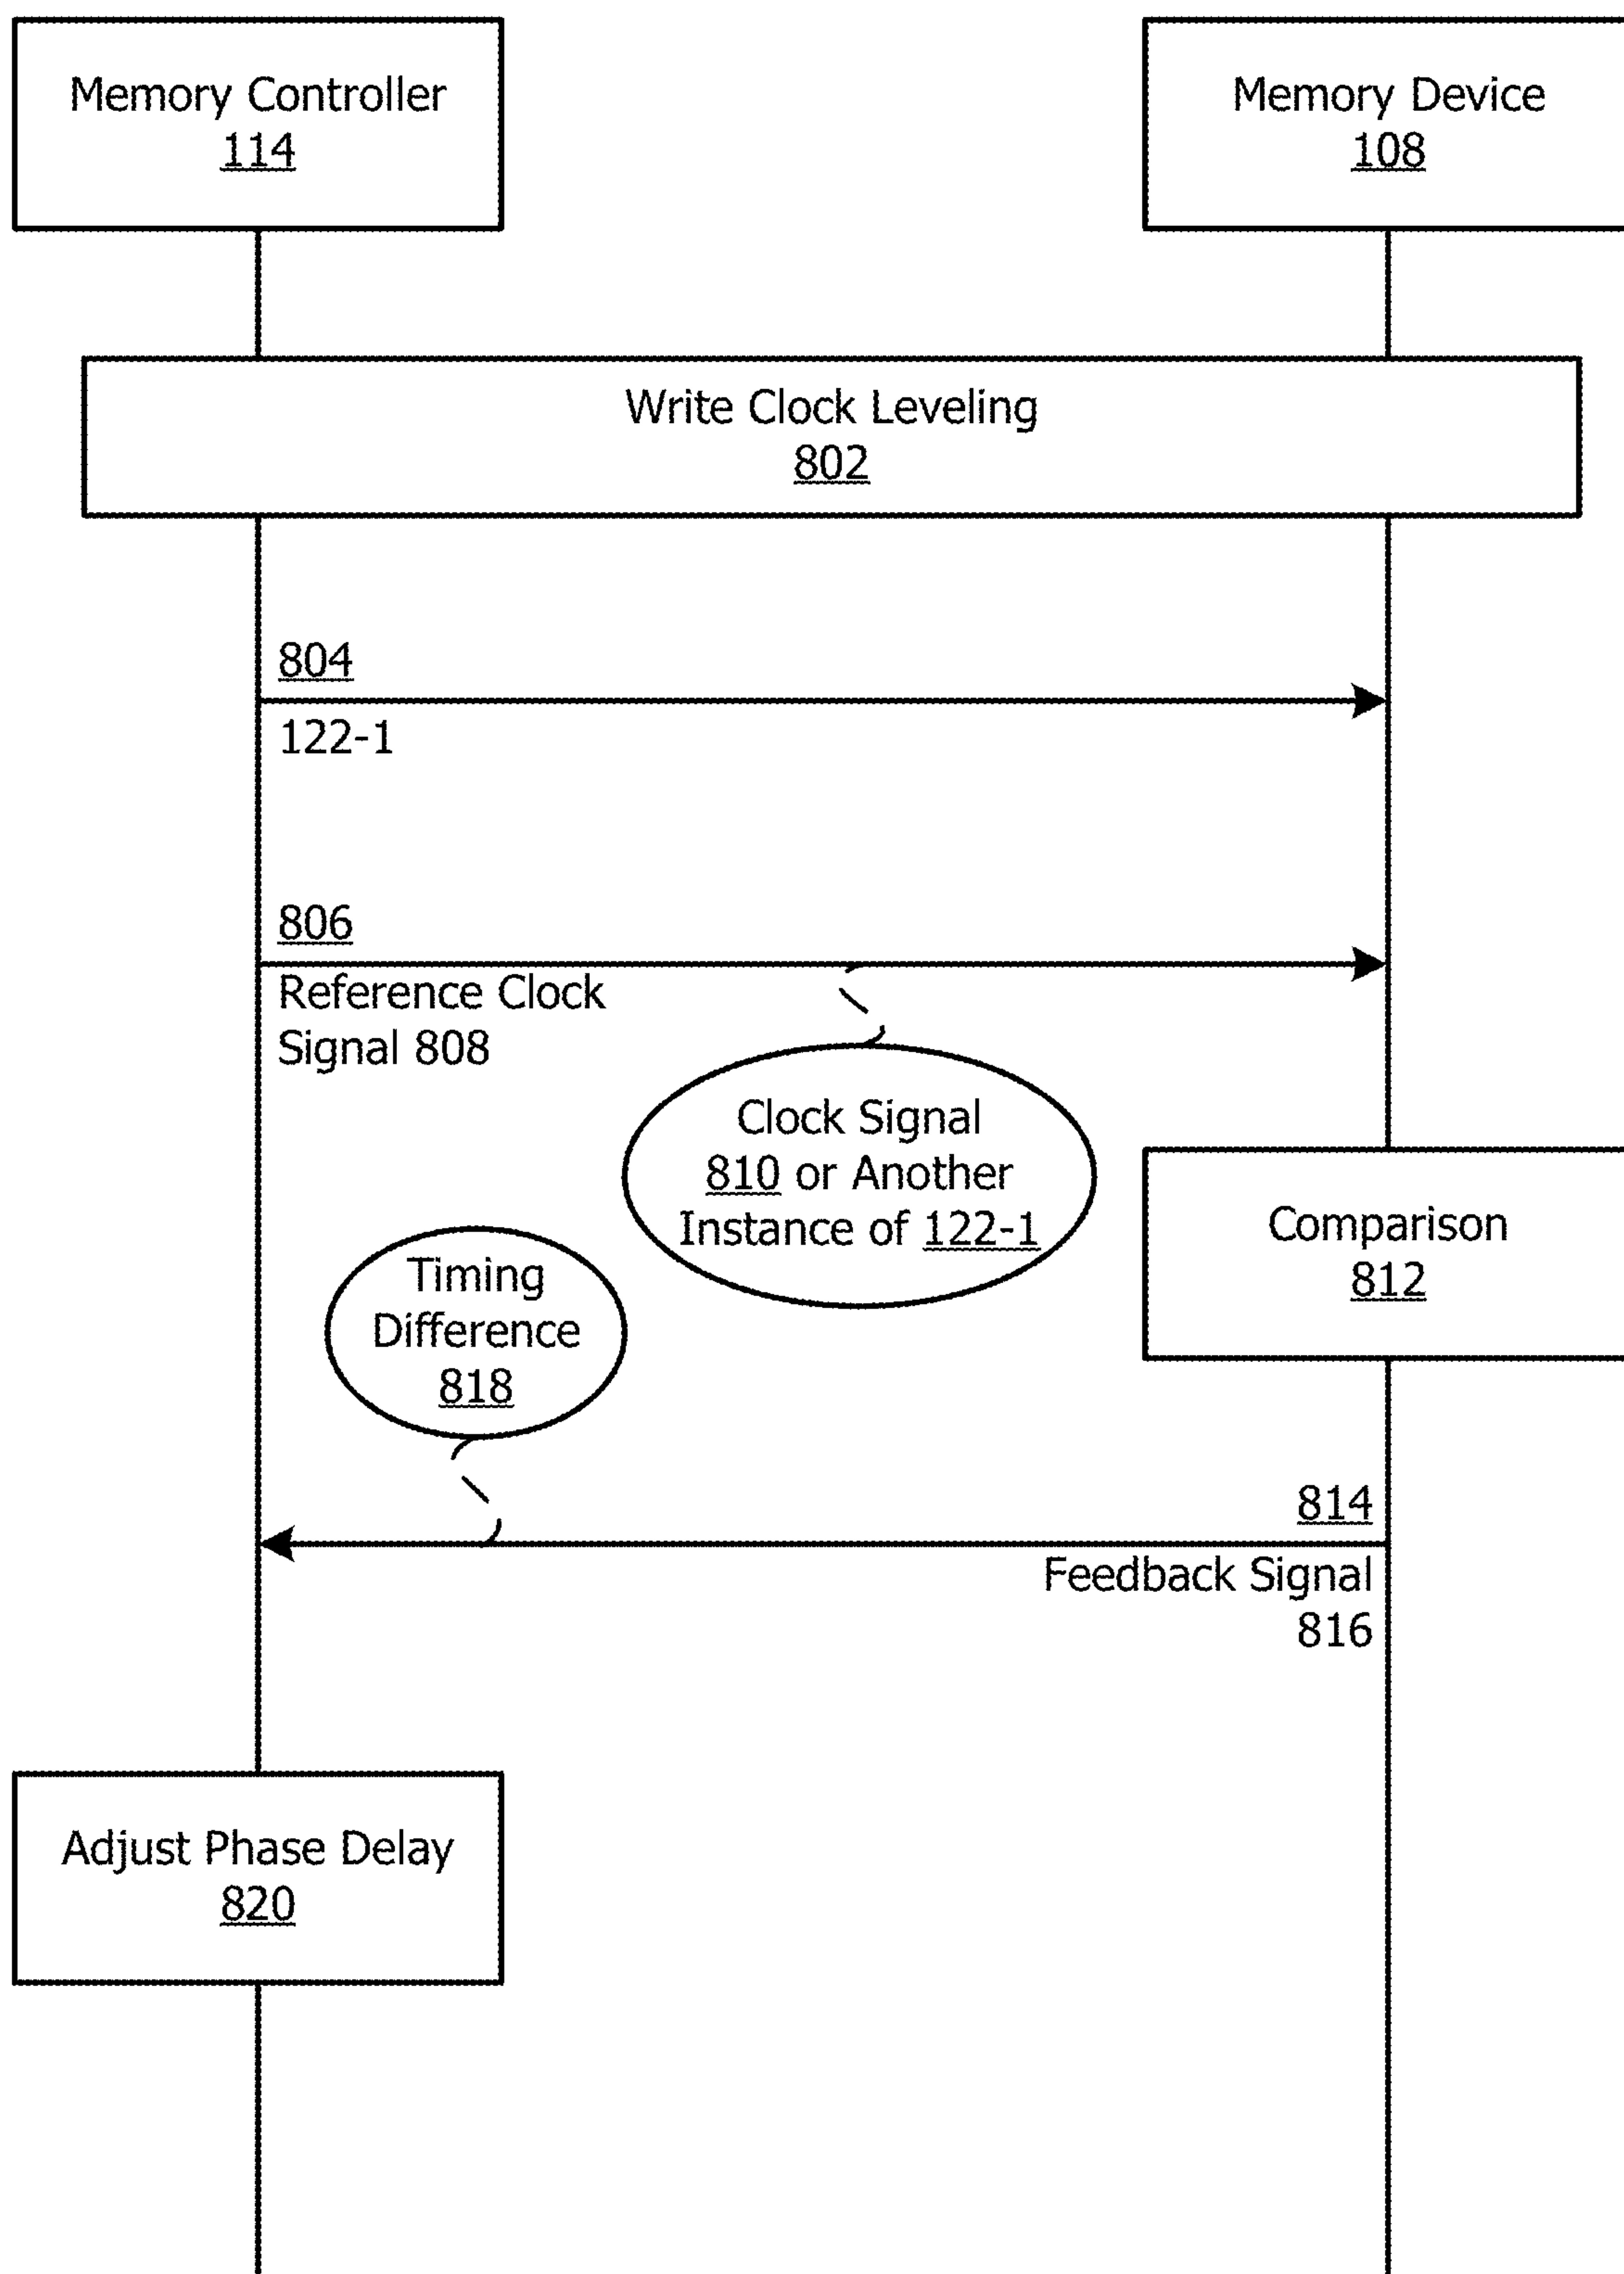 Memory Controller
114
Memory Device
108
Write Clock Leveling
802
804
122-1
806
Reference Clock
Signal 808
Clock Signal
810 or Another
Instance of 122-1
Comparison
812
Timing
Difference
818
814
Feedback Signal
816
Adjust Phase Delay
820